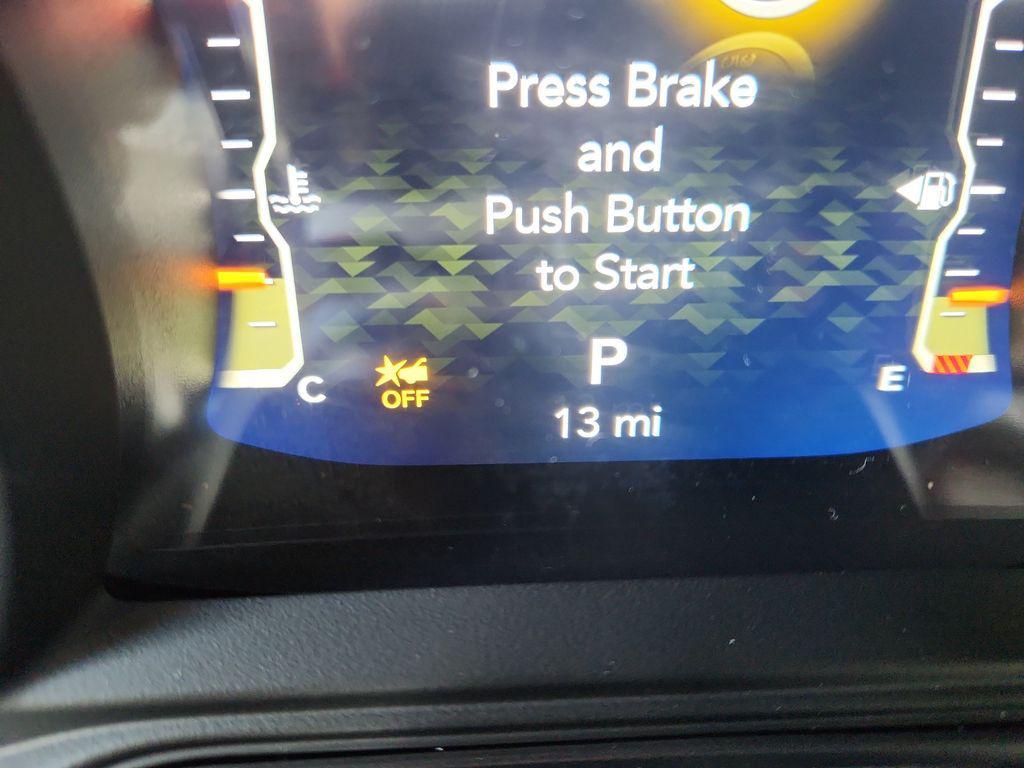 Press Brake
and
Push Button
to Start
P
C
E
OFF
13 mi